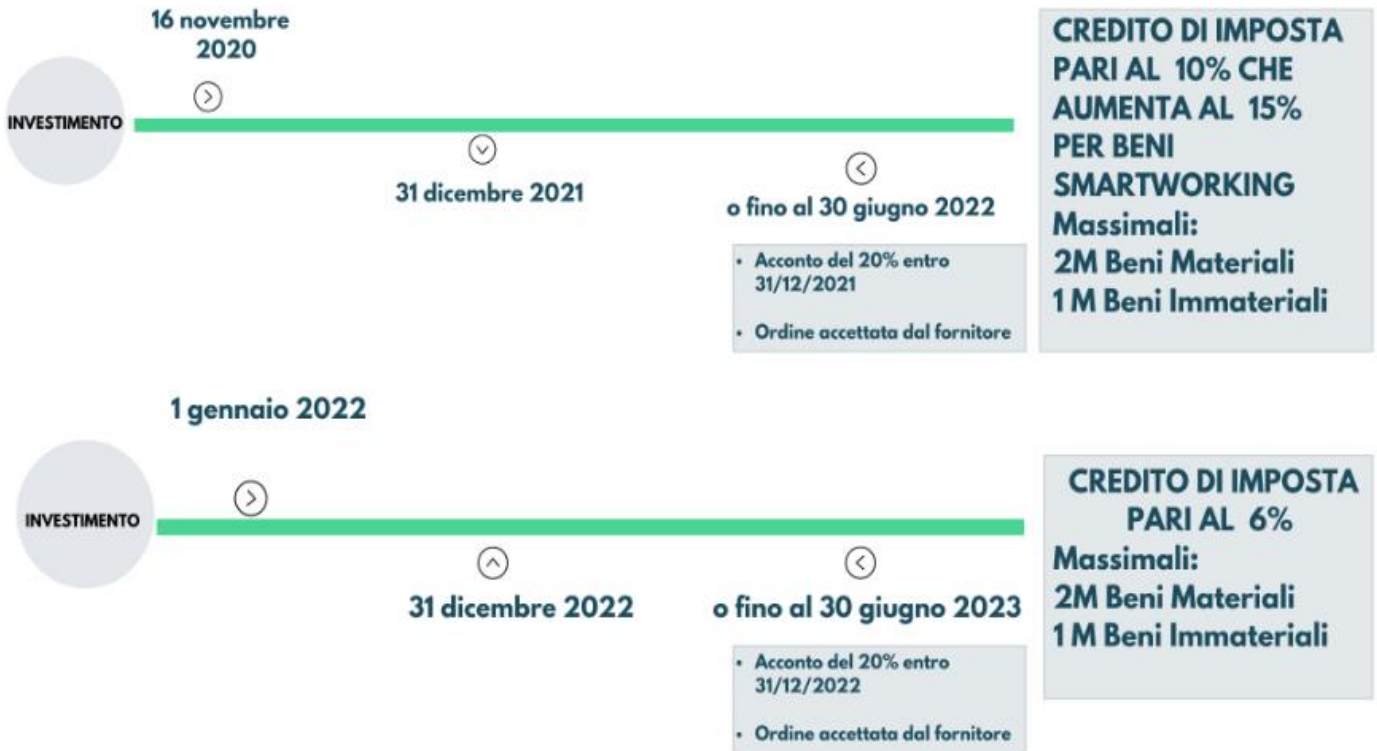 16 novembre
2020
INVESTIMENTO
31 dicembre 2021
o fino al 30 giugno 2022
• Acconto del 20% entro
31/12/2021
• Ordine accettata dal fornitore
CREDITO DI IMPOSTA
PARI AL 10% CHE
AUMENTA AL 15%
PER BENI
SMARTWORKING
Massimali:
2M Beni Materiali
1 M Beni Immateriali
1 gennaio 2022
INVESTIMENTO
31 dicembre 2022
o fino al 30 giugno 2023
• Acconto del 20% entro
31/12/2022
• Ordine accettata dal fornitore
CREDITO DI IMPOSTA
PARI AL 6%
Massimali:
2M Beni Materiali
1 M Beni Immateriali